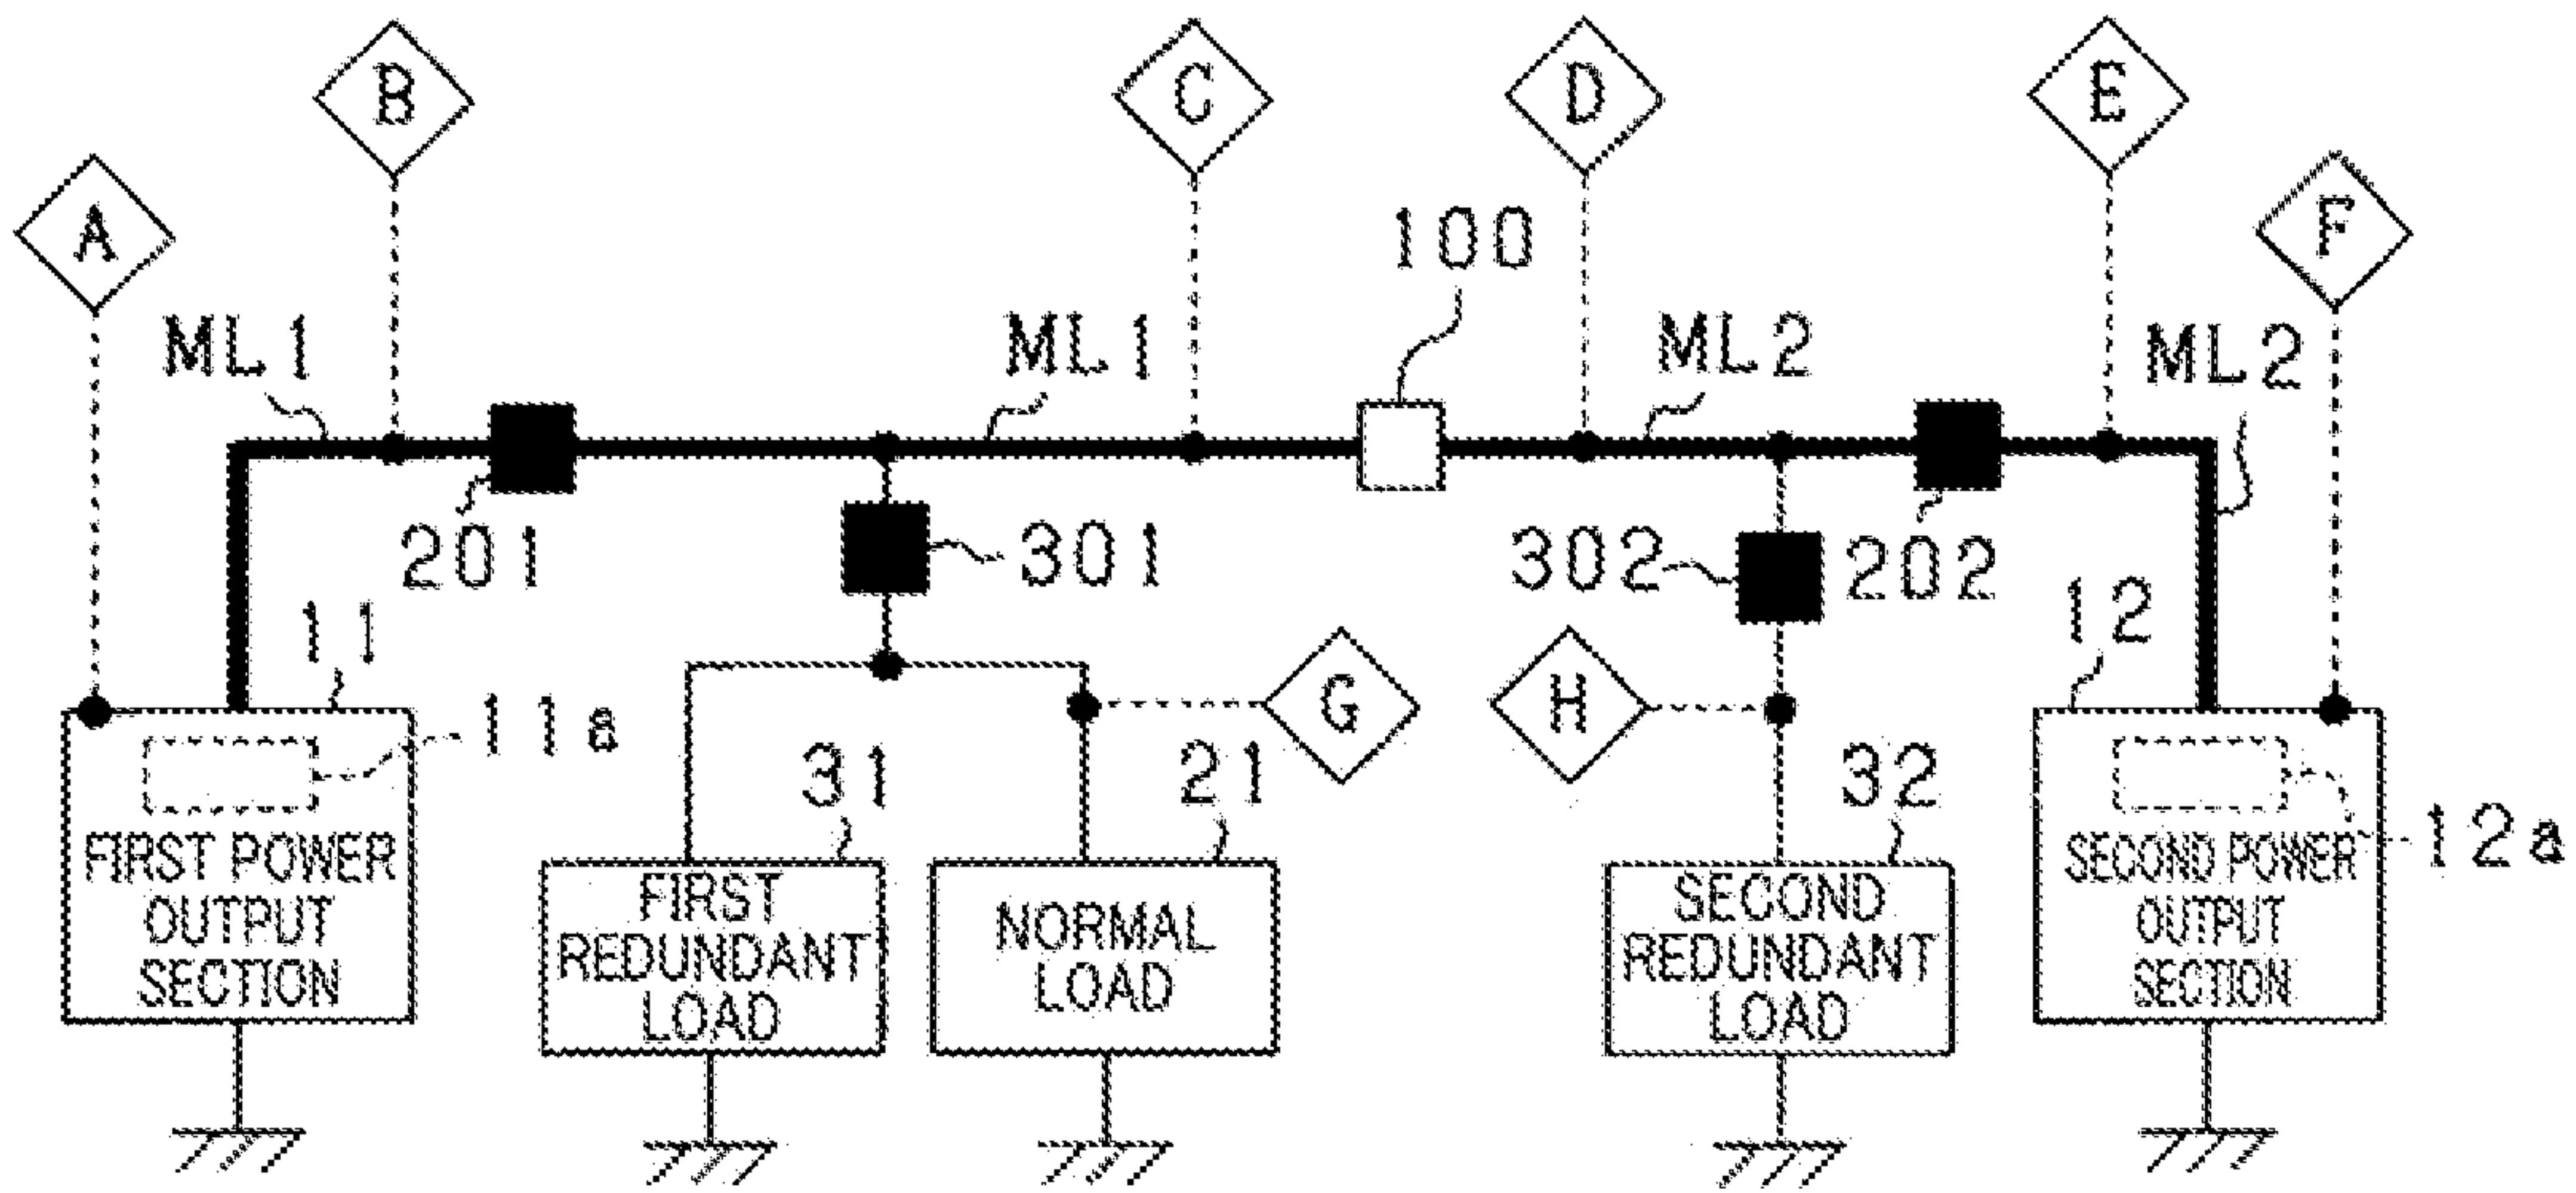 B
C
D
E
A
100
F
ML1
ML1
ML2
ML2
201
301
302
202
11
12
11a
G
H
31
21
32
12a
FIRST POWER
OUTPUT
SECTION
FIRST
REDUNDANT
LOAD
NORMAL
LOAD
SECOND
REDUNDANT
LOAD
SECOND POWER
OUTPUT
SECTION